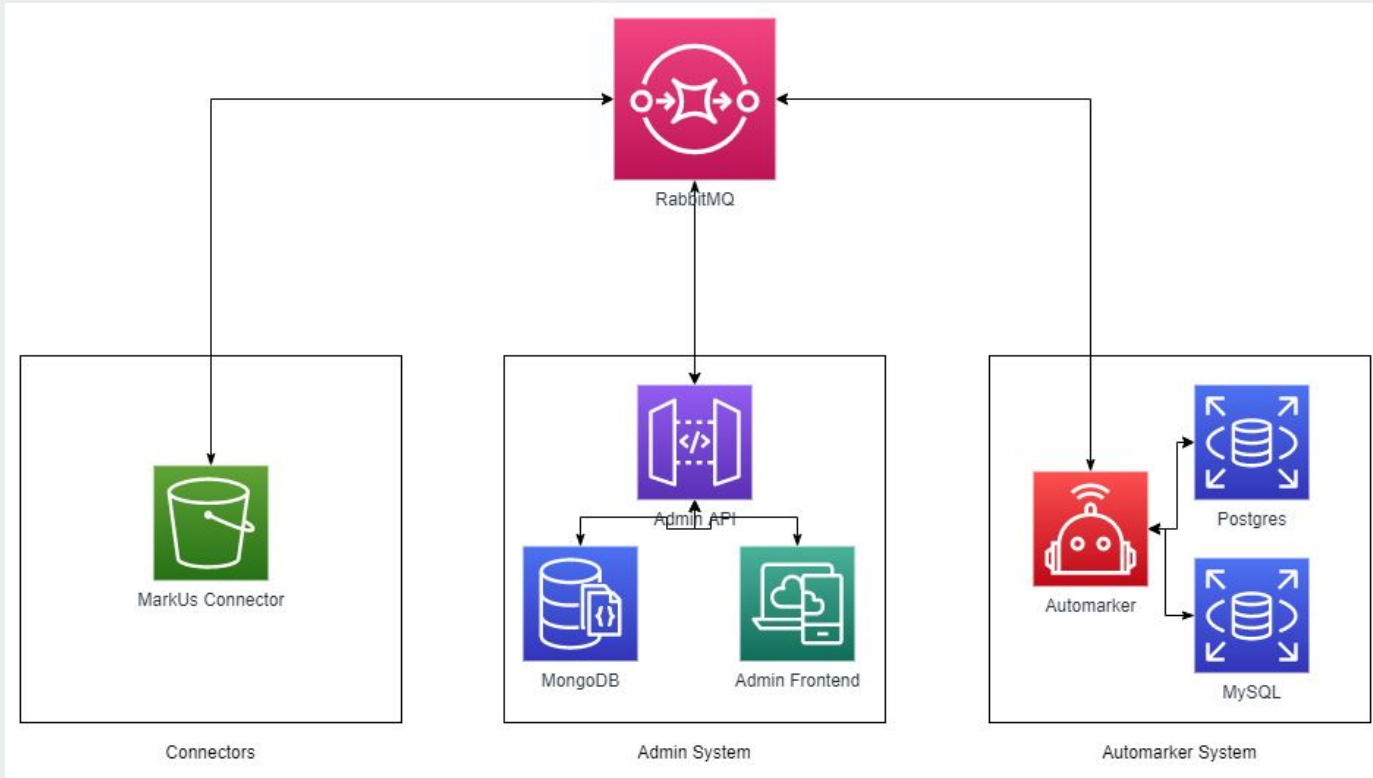 RabbitMQ
Admin API
MarkUs Connector
Postgres
Automarker
MongoDB
Admin Frontend
MySQL
Connectors
Admin System
Automarker System